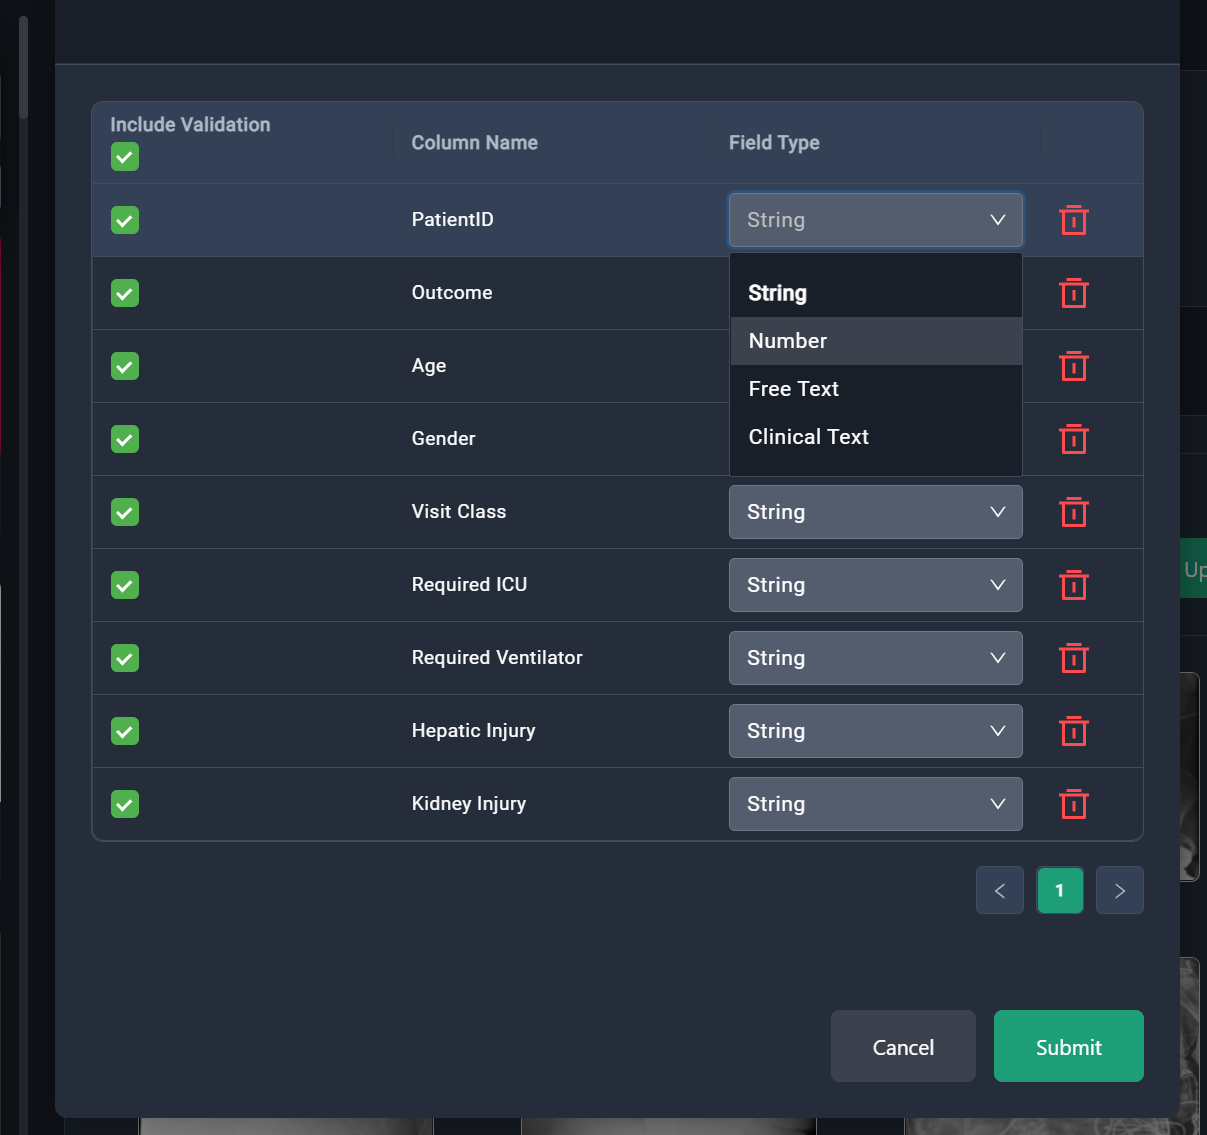 Include Validation
Column Name
Field Type
PatientID
String
Outcome
String
Age
Number
Free Text
Gender
Clinical Text
Visit Class
String
Required ICU
String
Up
Required Ventilator
String
Hepatic Injury
String
Kidney Injury
String
< 1 >
Cancel
Submit